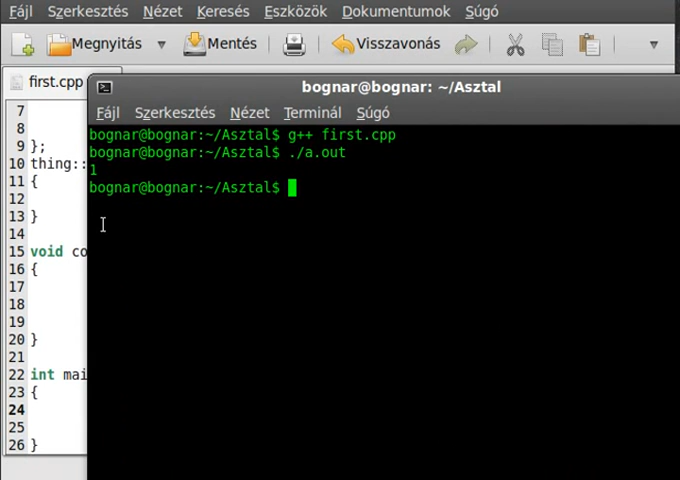 Fájl Szerkesztés Nézet Keresés Eszközök Dokumentumok Súgó
Megnyitás Mentés Visszavonás
first.cpp
bognar@bognar: ~/Asztal
Fájl Szerkesztés Nézet Terminál Súgó
bognar@bognar:~/Asztal$ g++ first.cpp
bognar@bognar:~/Asztal$ ./a.out
1
bognar@bognar:~/Asztal$
7
8
9 };
10 thing::
11 {
12
13 }
14
15 void co
16 {
17
18
19
20 }
21
22 int mai
23 {
24
25
26 }